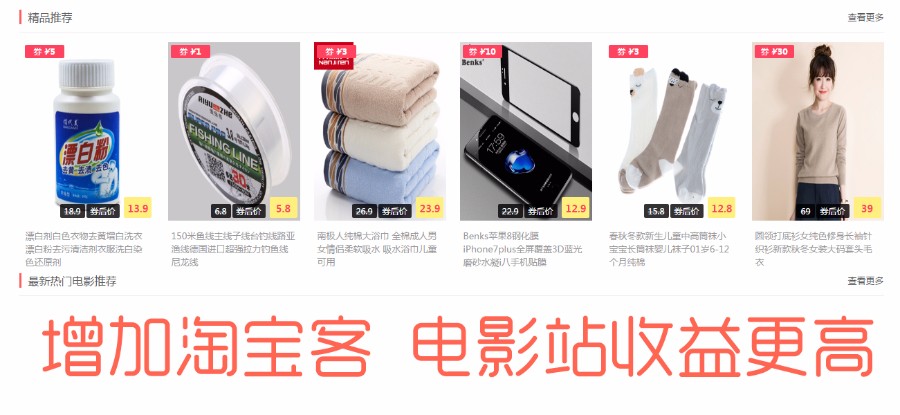 精品推荐
查看更多
券 ¥5
券 ¥1
券 ¥3
券 ¥10
券 ¥3
券 ¥30
Benks
漂白粉
FISHING LINE
17:59
18.9 券后价 13.9
6.8 券后价 5.8
26.9 券后价 23.9
22.9 券后价 12.9
15.8 券后价 12.8
69 券后价 39
漂白剂白色衣物去黄增白洗衣
漂白粉去污清洁剂衣服洗白染
色还原剂
150米鱼线主线子线台钓线路亚
渔线德国进口超强拉力钓鱼线
尼龙线
南极人纯棉大浴巾 全棉成人男
女情侣柔软吸水 吸水浴巾儿童
可用
Benks苹果8钢化膜
iPhone7plus全屏覆盖3D蓝光
磨砂水凝i八手机贴膜
春秋冬款新生儿童中高筒袜小
宝宝长筒袜婴儿袜子01岁6-12
个月纯棉
圆领打底衫女纯色修身长袖针
织衫新款秋冬女装大码套头毛
衣
最新热门电影推荐
查看更多
增加淘宝客 电影站收益更高